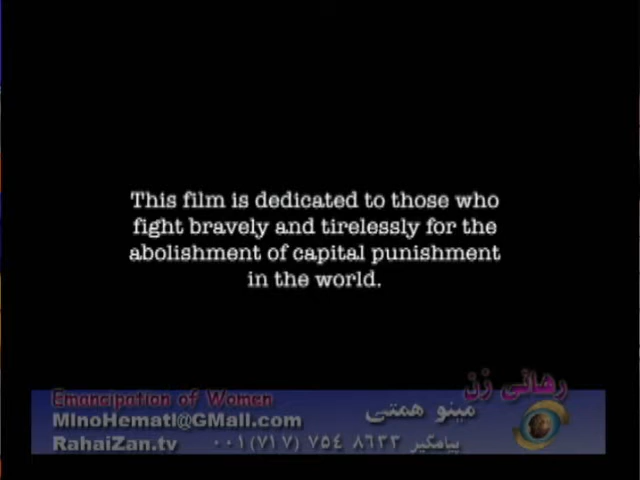 This film is dedicated to those who
fight bravely and tirelessly for the
abolishment of capital punishment
in the world.
رهائی زن
Emancipation of Women
MinoHemati@GMail.com
مینو همتی
RahaiZan.tv
پیامگیر ۰۰۱(۷۱۷) ۷۵۴ ۸۶۳۳